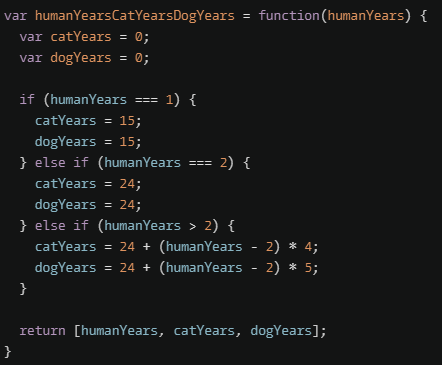 var humanYearsCatYearsDogYears = function(humanYears) {
  var catYears = 0;
  var dogYears = 0;

  if (humanYears === 1) {
    catYears = 15;
    dogYears = 15;
  } else if (humanYears === 2) {
    catYears = 24;
    dogYears = 24;
  } else if (humanYears > 2) {
    catYears = 24 + (humanYears - 2) * 4;
    dogYears = 24 + (humanYears - 2) * 5;
  }

  return [humanYears, catYears, dogYears];
}